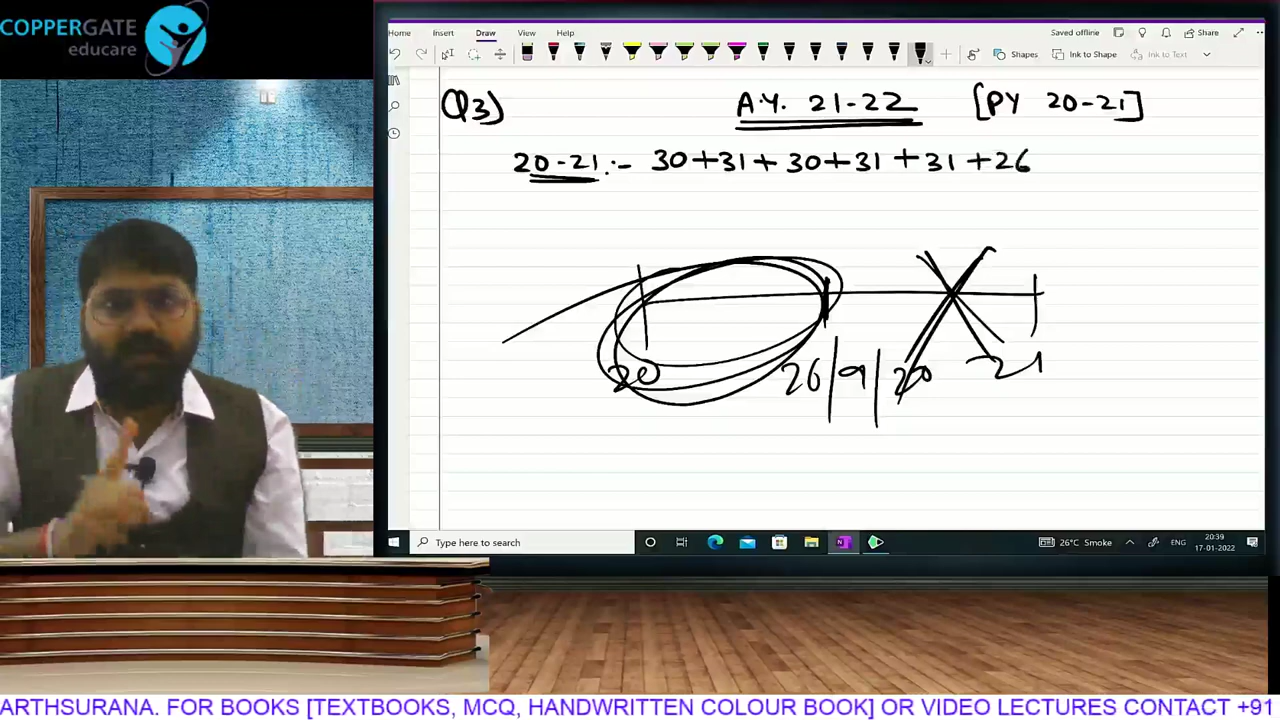 COPPERGATE
educare
Home Insert Draw View Help
Saved offline
Share
Shapes
Ink to Shape
Ink to Text
Q3) A.Y. 21-22 [PY 20-21]
20-21:- 30+31+30+31+31+26
20 26/9/20 21
Type here to search
26°C Smoke
ENG
20:39
17-01-2022
ARTHSURANA. FOR BOOKS [TEXTBOOKS, MCQ, HANDWRITTEN COLOUR BOOK] OR VIDEO LECTURES CONTACT +91